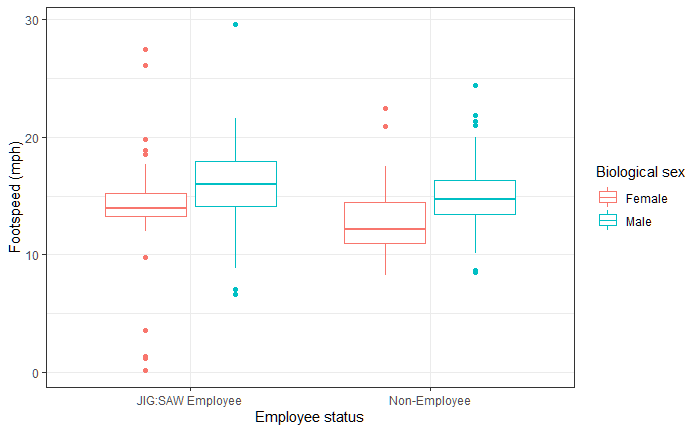 30
20
10
0
Footspeed (mph)
JIG:SAW Employee
Non-Employee
Employee status
Biological sex
Female
Male